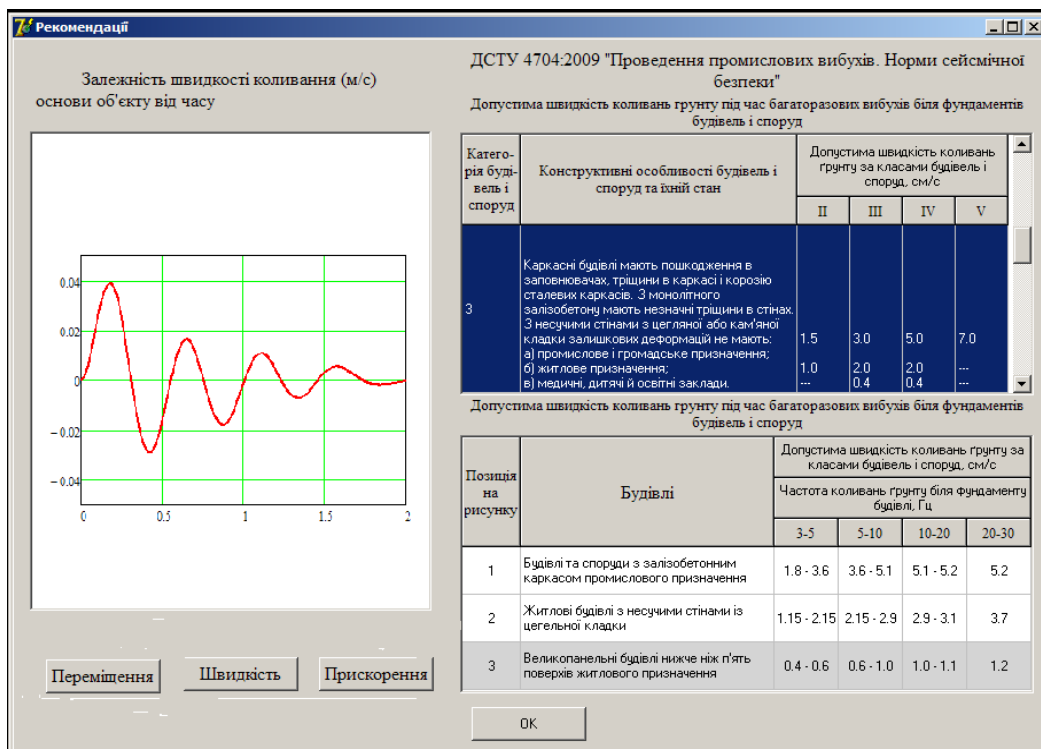 Рекомендації
Залежність швидкості коливання (м/с)
основи об'єкту від часу
0.04
0.02
0
−0.02
−0.04
0
0.5
1
1.5
2
Переміщення
Швидкість
Прискорення
ДСТУ 4704:2009 "Проведення промислових вибухів. Норми сейсмічної
безпеки"
Допустима швидкість коливань грунту під час багаторазових вибухів біля фундаментів
будівель і споруд
Катего-
рія буді-
вель і
споруд
Конструктивні особливості будівель і
споруд та їхній стан
Допустима швидкість коливань
ґрунту за класами будівель і
споруд, см/с
II III IV V
3
Каркасні будівлі мають пошкодження в
заповнювачах, тріщини в каркасі і корозію
сталевих каркасів. З монолітного
залізобетону мають незначні тріщини в стінах.
З несучими стінами з цегляної або кам'яної
кладки залишкових деформацій не мають:
а) промислове і громадське призначення;
б) житлове призначення;
в) медичні, дитячі й освітні заклади.
1.5 3.0 5.0 7.0
1.0 2.0 2.0 ---
--- 0.4 0.4 ---
Допустима швидкість коливань грунту під час багаторазових вибухів біля фундаментів
будівель і споруд
Позиція
на
рисунку
Будівлі
Допустима швидкість коливань ґрунту за
класами будівель і споруд, см/с
Частота коливань ґрунту біля фундаменту
будівлі, Гц
3-5 5-10 10-20 20-30
1
Будівлі та споруди з залізобетонним
каркасом промислового призначення
1.8 - 3.6 3.6 - 5.1 5.1 - 5.2 5.2
2
Житлові будівлі з несучими стінами із
цегельної кладки
1.15 - 2.15 2.15 - 2.9 2.9 - 3.1 3.7
3
Великопанельні будівлі нижче ніж п'ять
поверхів житлового призначення
0.4 - 0.6 0.6 - 1.0 1.0 - 1.1 1.2
OK